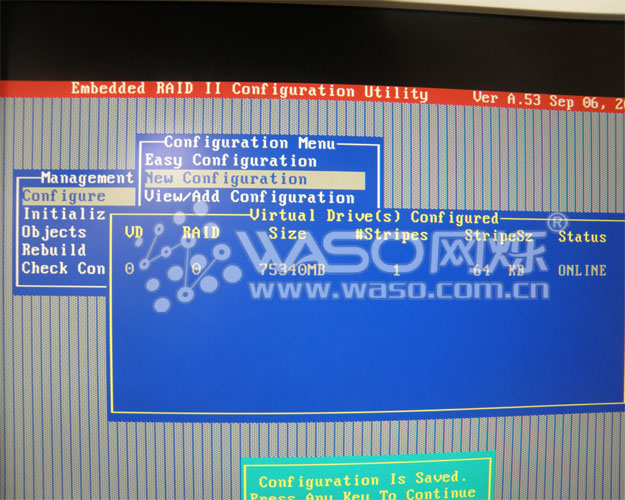 Embedded RAID II Configuration Utility Ver A.53 Sep 06,
Configuration Menu
Easy Configuration
New Configuration
View/Add Configuration
Management
Configure
Initializ
Objects
Rebuild
Check Con
Virtual Drive(s) Configured
VD RAID Size #Stripes StripeSz Status
0 0 75340MB 1 64 KB ONLINE
WASO网烁®
www.waso.com.cn
Configuration Is Saved.
Press Any Key To Continue